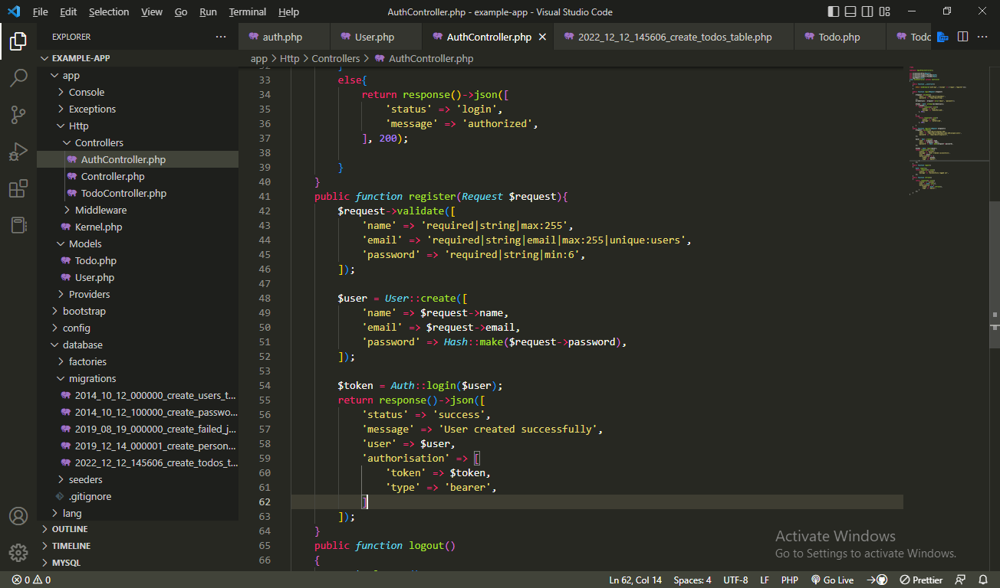 File Edit Selection View Go Run Terminal Help AuthController.php - example-app - Visual Studio Code
EXPLORER
EXAMPLE-APP
app
Console
Exceptions
Http
Controllers
AuthController.php
Controller.php
TodoController.php
Middleware
Kernel.php
Models
Todo.php
User.php
Providers
bootstrap
config
database
factories
migrations
2014_10_12_000000_create_users_t...
2014_10_12_100000_create_passwo...
2019_08_19_000000_create_failed_j...
2019_12_14_000001_create_person...
2022_12_12_145606_create_todos_t...
seeders
.gitignore
lang
OUTLINE
TIMELINE
MYSQL
auth.php User.php AuthController.php 2022_12_12_145606_create_todos_table.php Todo.php Todc
app > Http > Controllers > AuthController.php
32 }
33 else{
34 return response()->json([
35 'status' => 'login',
36 'message' => 'authorized',
37 ], 200);
38
39 }
40 }
41 public function register(Request $request){
42 $request->validate([
43 'name' => 'required|string|max:255',
44 'email' => 'required|string|email|max:255|unique:users',
45 'password' => 'required|string|min:6',
46 ]);
47
48 $user = User::create([
49 'name' => $request->name,
50 'email' => $request->email,
51 'password' => Hash::make($request->password),
52 ]);
53
54 $token = Auth::login($user);
55 return response()->json([
56 'status' => 'success',
57 'message' => 'User created successfully',
58 'user' => $user,
59 'authorisation' => [
60 'token' => $token,
61 'type' => 'bearer',
62 ]
63 ]);
64 }
65 public function logout()
66 {
Activate Windows
Go to Settings to activate Windows.
0 0 Ln 62, Col 14 Spaces: 4 UTF-8 LF PHP Go Live Prettier